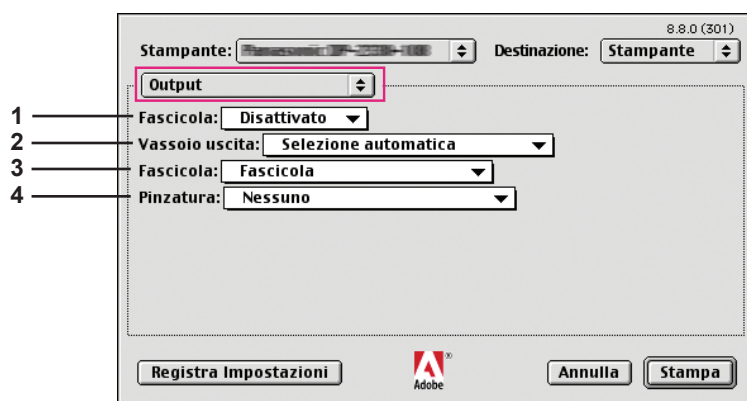 8.8.0 (301)
Stampante: Destinazione: Stampante
Output
1 Fascicola: Disattivato
2 Vassoio uscita: Selezione automatica
3 Fascicola: Fascicola
4 Pinzatura: Nessuno
Registra Impostazioni Adobe® Annulla Stampa